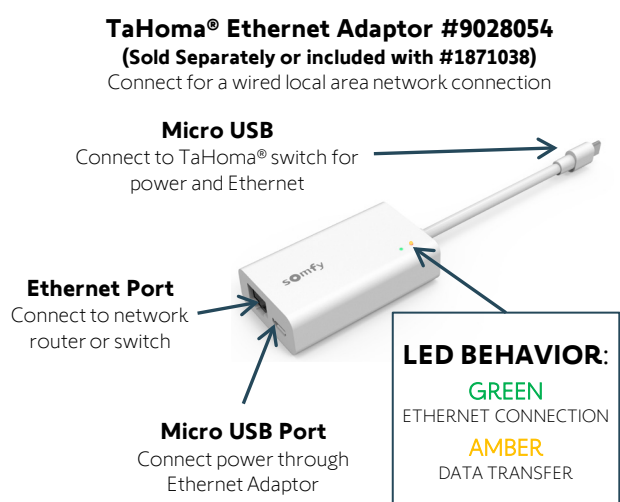 TaHoma® Ethernet Adaptor #9028054
(Sold Separately or included with #1871038)
Connect for a wired local area network connection
Micro USB
Connect to TaHoma® switch for
power and Ethernet
somfy
Ethernet Port
Connect to network
router or switch
Micro USB Port
Connect power through
Ethernet Adaptor
LED BEHAVIOR:
GREEN
ETHERNET CONNECTION
AMBER
DATA TRANSFER